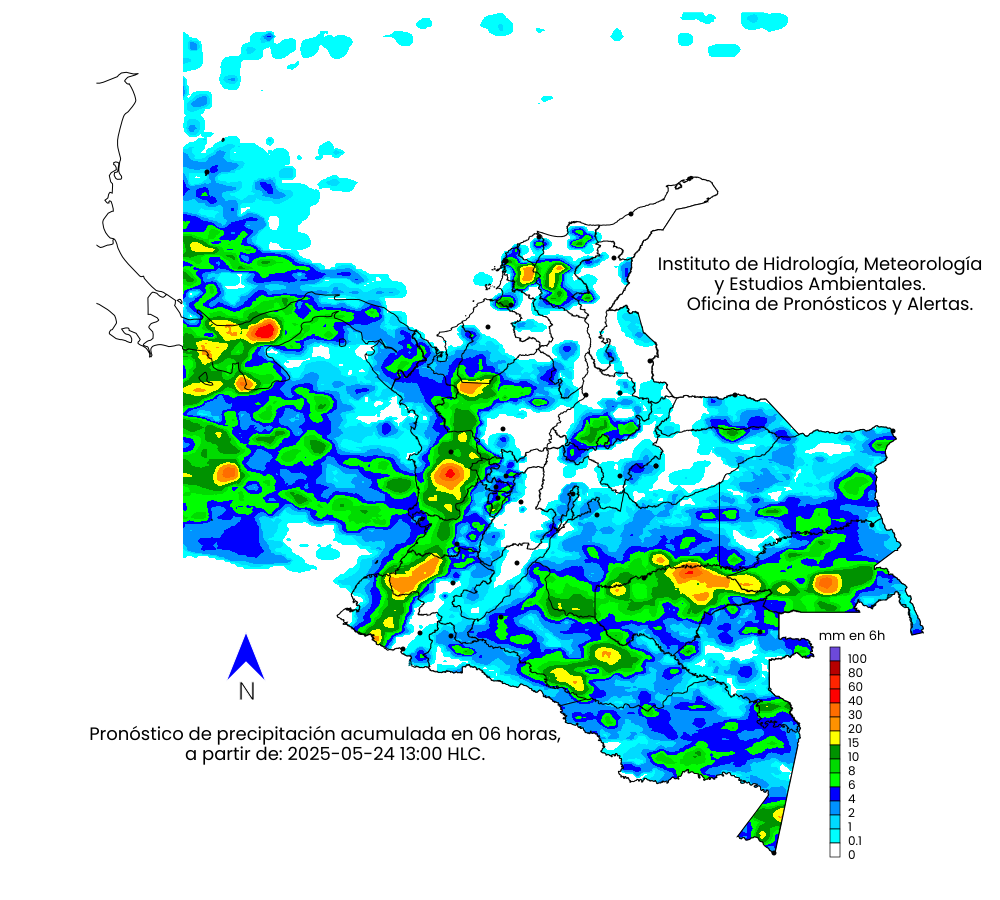 Instituto de Hidrología, Meteorología
y Estudios Ambientales.
Oficina de Pronósticos y Alertas.
mm en 6h
100
80
60
40
30
20
15
10
8
6
4
2
1
0.1
0
N
Pronóstico de precipitación acumulada en 06 horas,
a partir de: 2025-05-24 13:00 HLC.